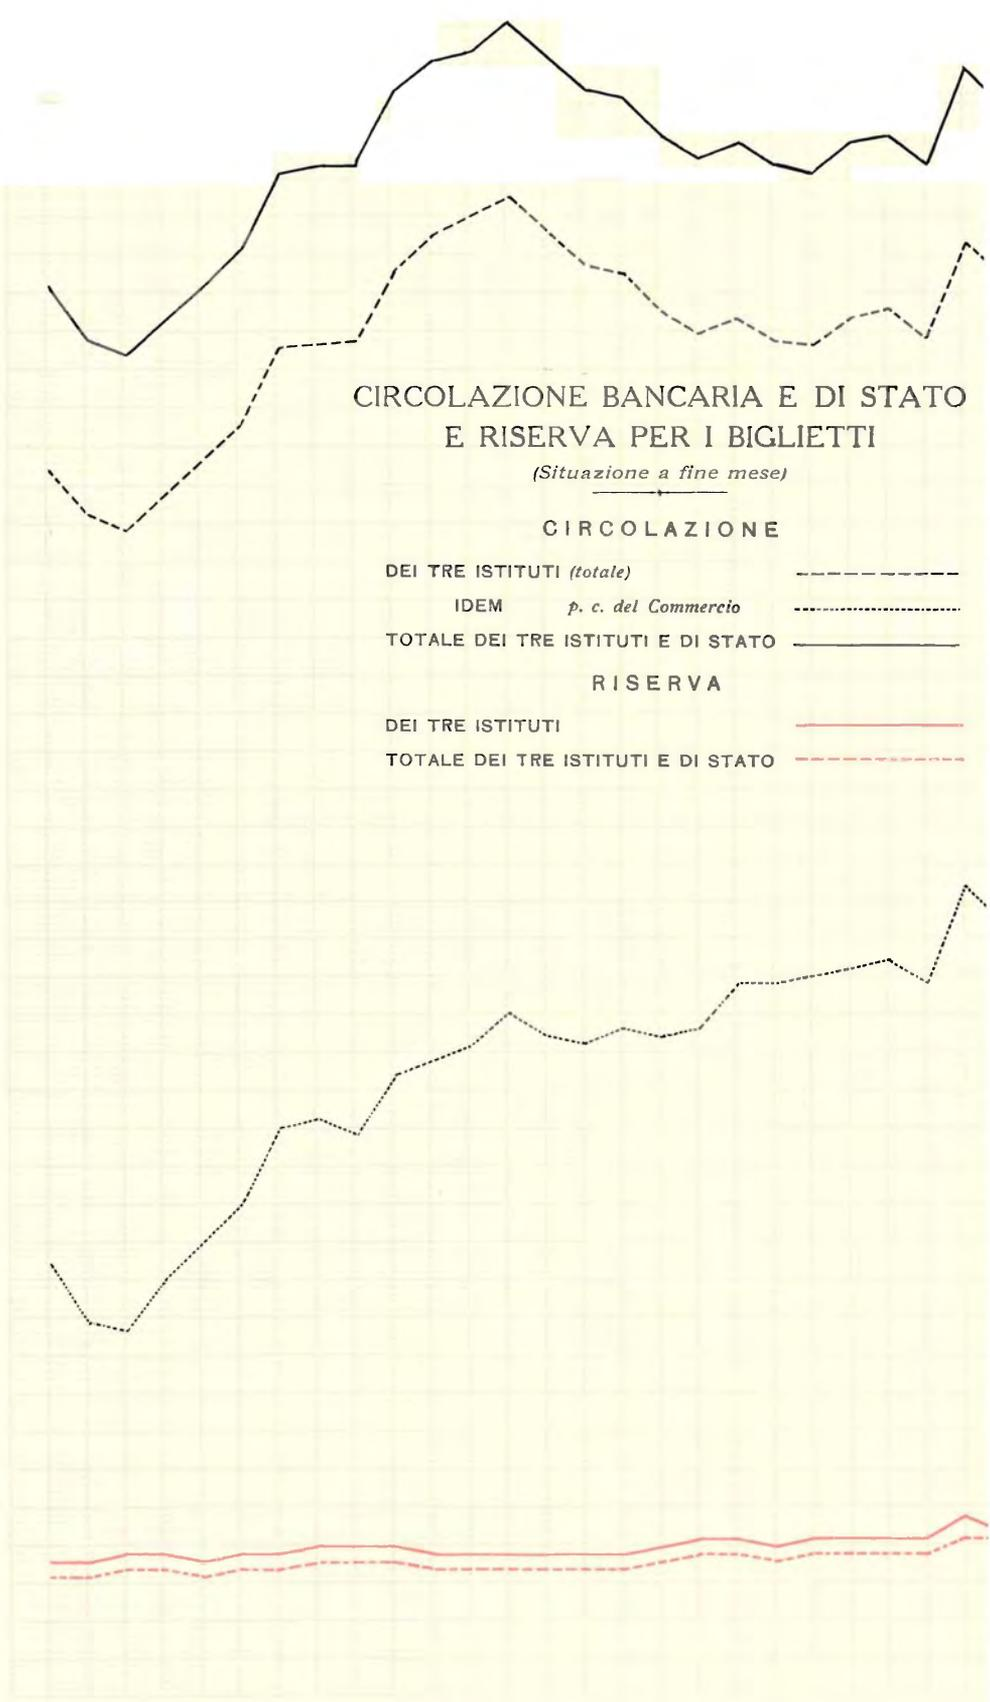 CIRCOLAZIONE BANCARIA E DI STATO
E RISERVA PER I BIGLIETTI
(Situazione a fine mese)
CIRCOLAZIONE
DEI TRE ISTITUTI (totale)
IDEM p. c. del Commercio
TOTALE DEI TRE ISTITUTI E DI STATO
RISERVA
DEI TRE ISTITUTI
TOTALE DEI TRE ISTITUTI E DI STATO